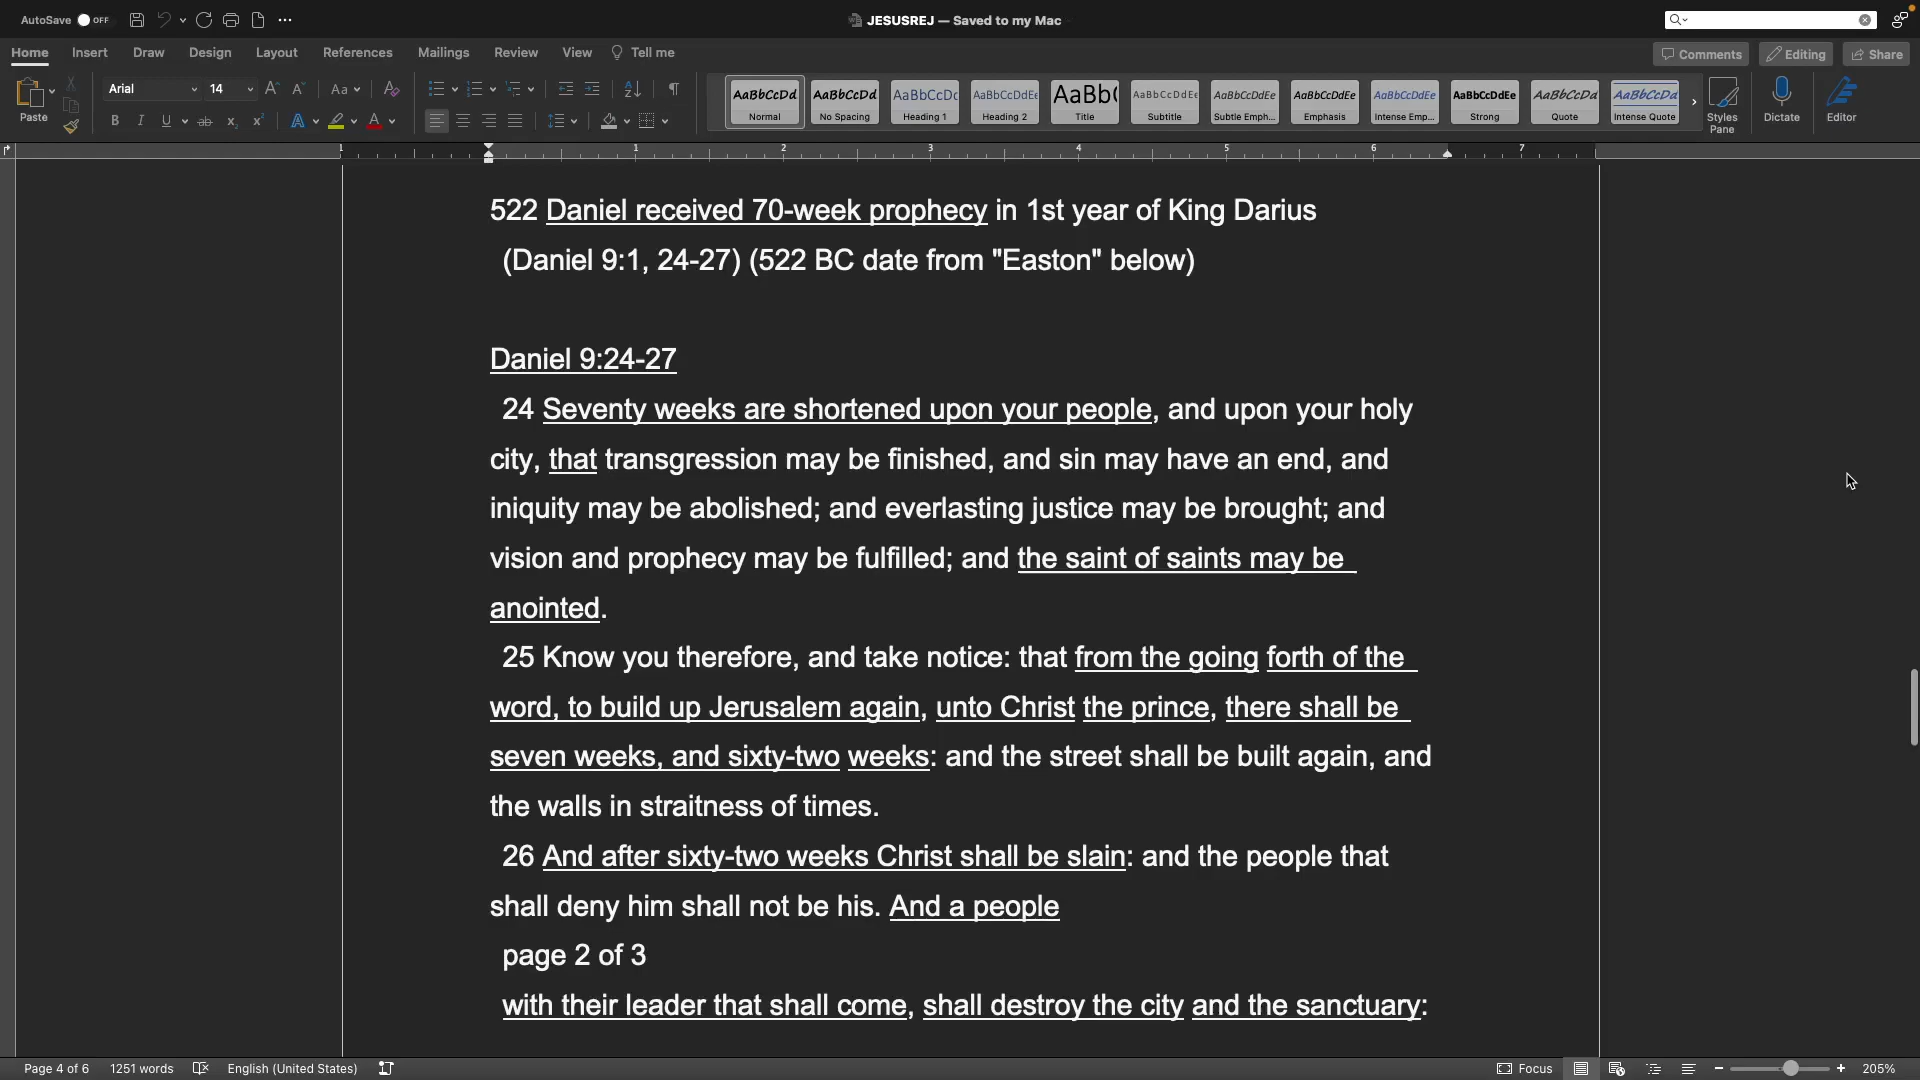 AutoSave OFF
JESUSREJ — Saved to my Mac
Home Insert Draw Design Layout References Mailings Review View Tell me
Comments Editing Share
Paste
Arial 14
AaBbCcDd AaBbCcDd AaBbCcDc AaBbCcDdEe AaBb( AaBbCcDdEe AaBbCcDdEe AaBbCcDdEe AaBbCcDdEe AaBbCcDdEe AaBbCcDd AaBbCcDd
Normal No Spacing Heading 1 Heading 2 Title Subtitle Subtle Emph... Emphasis Intense Emp... Strong Quote Intense Quote
Styles Pane
Dictate
Editor
1 1 2 3 4 5 6 7
522 Daniel received 70-week prophecy in 1st year of King Darius
(Daniel 9:1, 24-27) (522 BC date from "Easton" below)
Daniel 9:24-27
24 Seventy weeks are shortened upon your people, and upon your holy
city, that transgression may be finished, and sin may have an end, and
iniquity may be abolished; and everlasting justice may be brought; and
vision and prophecy may be fulfilled; and the saint of saints may be
anointed.
25 Know you therefore, and take notice: that from the going forth of the
word, to build up Jerusalem again, unto Christ the prince, there shall be
seven weeks, and sixty-two weeks: and the street shall be built again, and
the walls in straitness of times.
26 And after sixty-two weeks Christ shall be slain: and the people that
shall deny him shall not be his. And a people
page 2 of 3
with their leader that shall come, shall destroy the city and the sanctuary:
Page 4 of 6 1251 words English (United States) Focus 205%